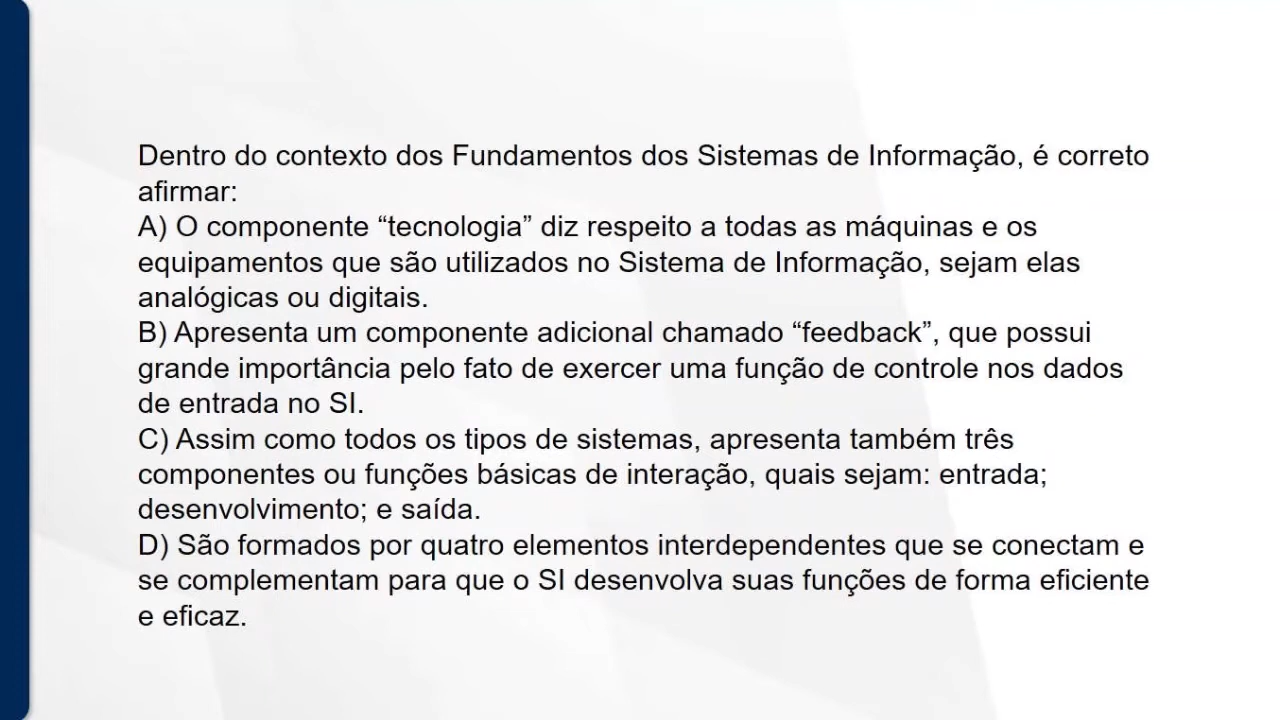 Dentro do contexto dos Fundamentos dos Sistemas de Informação, é correto
afirmar:
A) O componente “tecnologia” diz respeito a todas as máquinas e os
equipamentos que são utilizados no Sistema de Informação, sejam elas
analógicas ou digitais.
B) Apresenta um componente adicional chamado “feedback”, que possui
grande importância pelo fato de exercer uma função de controle nos dados
de entrada no SI.
C) Assim como todos os tipos de sistemas, apresenta também três
componentes ou funções básicas de interação, quais sejam: entrada;
desenvolvimento; e saída.
D) São formados por quatro elementos interdependentes que se conectam e
se complementam para que o SI desenvolva suas funções de forma eficiente
e eficaz.